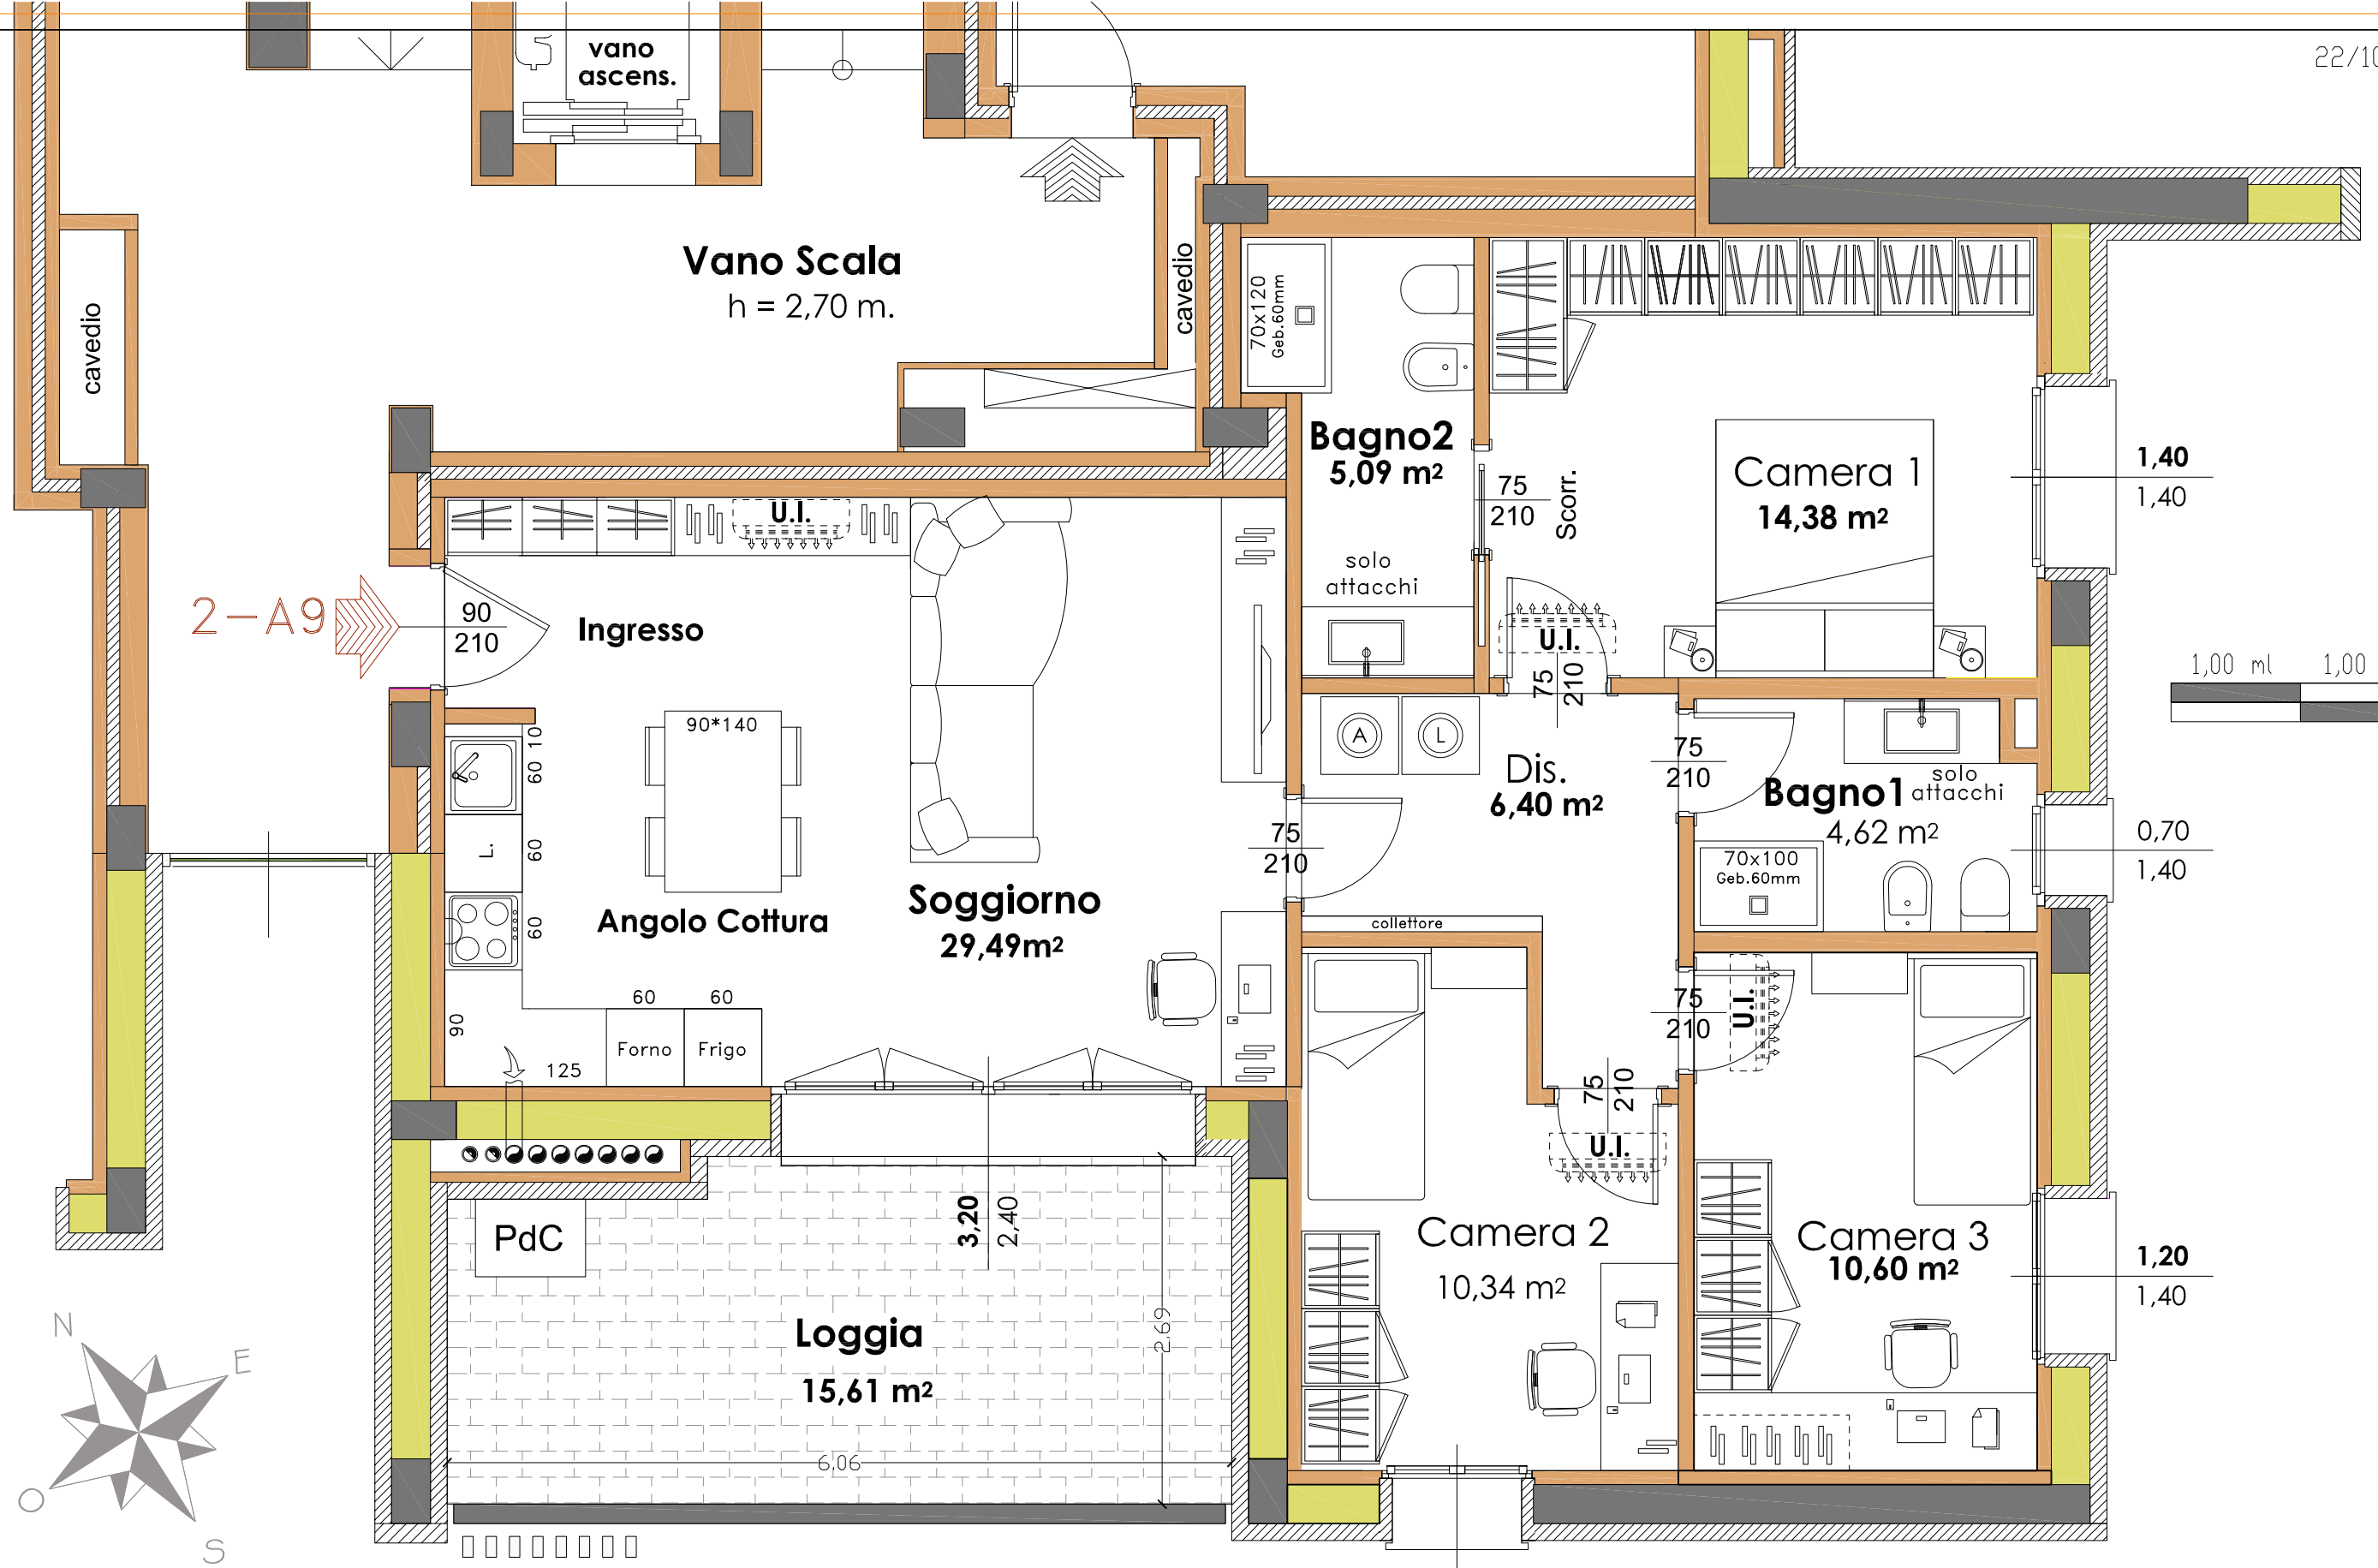 vano
ascens.
22/10
Vano Scala
h = 2,70 m.
cavedio
cavedio
70x120
Geb.60mm
Bagno2
5,09 m²
75
210
Scorr.
Camera 1
14,38 m²
1,40
1,40
solo
attacchi
U.I.
2-A9
90
210
Ingresso
U.I.
75
210
1,00 ml
1,00
90*140
10
60
A
L
Dis.
6,40 m²
75
210
solo
attacchi
Bagno1
4,62 m²
0,70
1,40
L.
60
75
210
70x100
Geb.60mm
60
Angolo Cottura
Soggiorno
29,49m²
collettore
90
60
60
Forno
Frigo
125
75
210
U.I.
75
210
U.I.
PdC
3,20
2,40
2.69
Camera 2
10,34 m²
Camera 3
10,60 m²
1,20
1,40
Loggia
15,61 m²
6.06
N
E
O
S